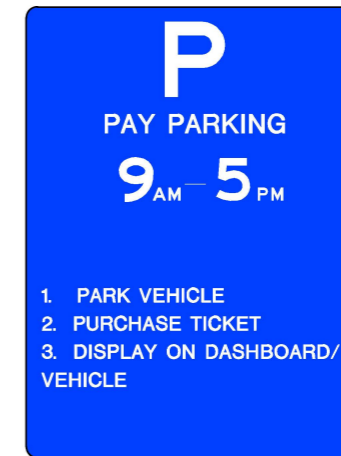 P
PAY PARKING
9AM – 5PM
1. PARK VEHICLE
2. PURCHASE TICKET
3. DISPLAY ON DASHBOARD/
VEHICLE